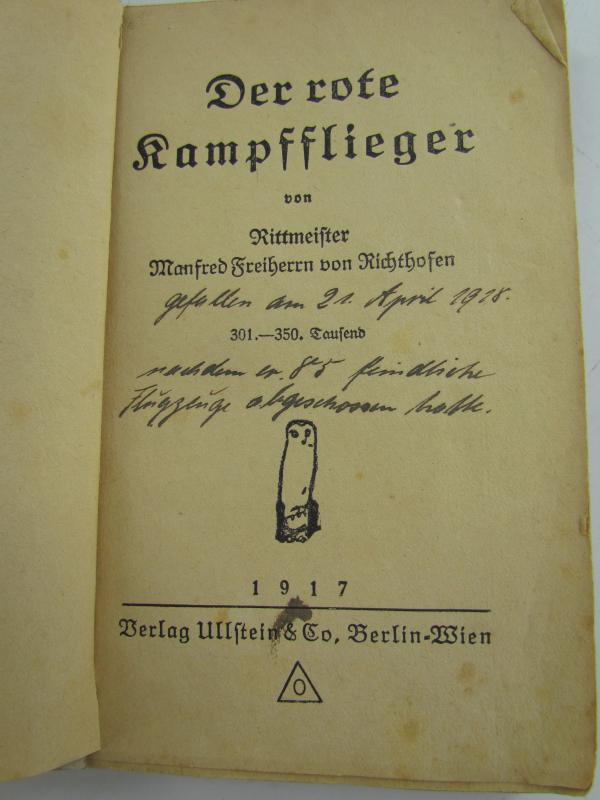 Der rote
Kampfflieger
von
Rittmeister
Manfred Freiherrn von Richthofen
gefallen am 21. April 1918.
301.—350. Tausend
nachdem er 85 feindliche
Flugzeuge abgeschossen hatte.
1917
Verlag Ullstein & Co, Berlin-Wien
O